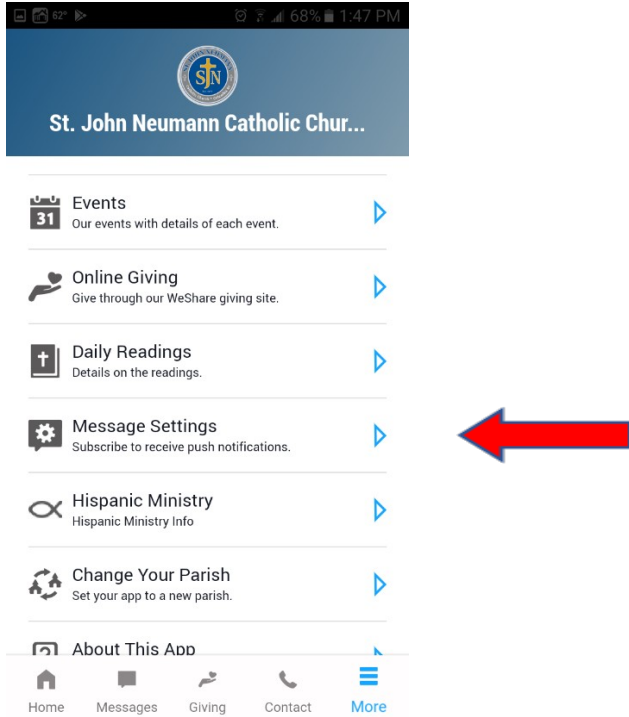 62° 68% 1:47 PM
SJN
St. John Neumann Catholic Chur...
31
Events
Our events with details of each event.
Online Giving
Give through our WeShare giving site.
Daily Readings
Details on the readings.
Message Settings
Subscribe to receive push notifications.
Hispanic Ministry
Hispanic Ministry Info
Change Your Parish
Set your app to a new parish.
About This App
Home Messages Giving Contact More